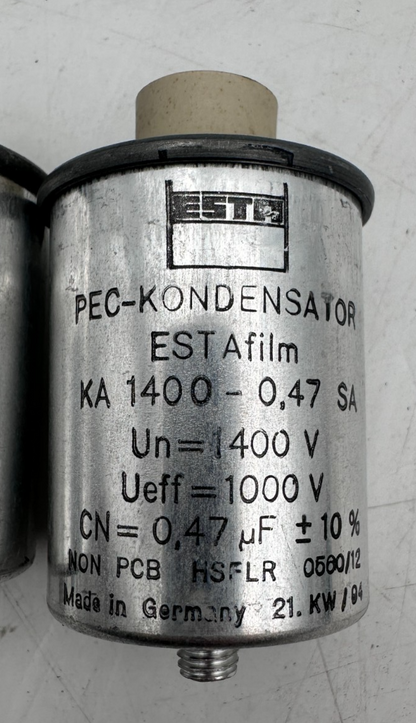 ESTA
PEC-KONDENSATOR
ESTAfilm
KA 1400 - 0,47 SA
Un = 1400 V
Ueff = 1000 V
CN = 0,47 µF ± 10 %
NON PCB HSFLR 0560/12
Made in Germany 21. KW / 94